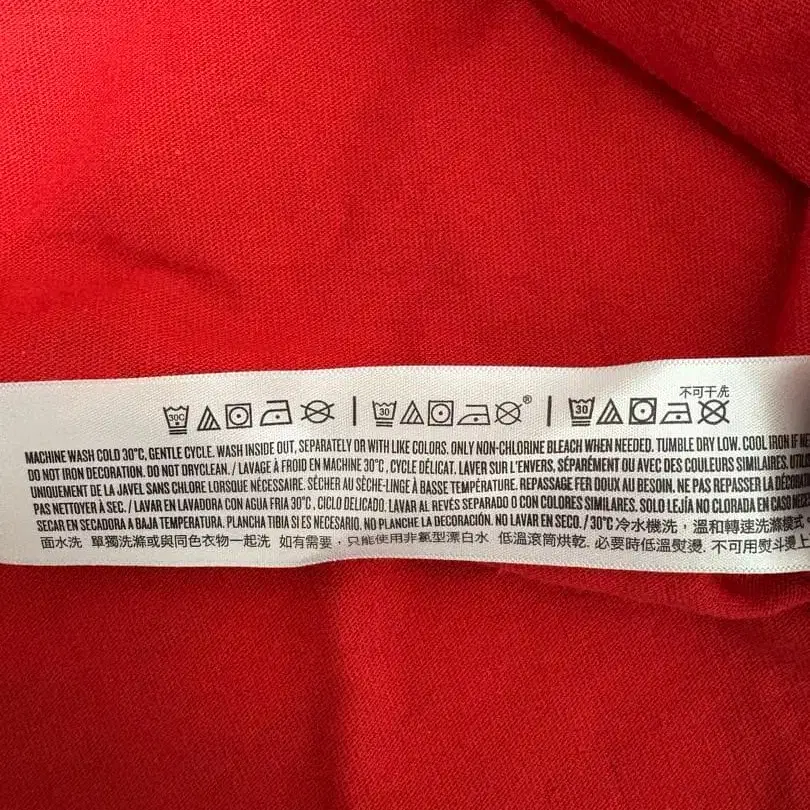 不可干洗
30C | 30 ® | 30
MACHINE WASH COLD 30°C, GENTLE CYCLE. WASH INSIDE OUT, SEPARATELY OR WITH LIKE COLORS. ONLY NON-CHLORINE BLEACH WHEN NEEDED. TUMBLE DRY LOW. COOL IRON IF
DO NOT IRON DECORATION. DO NOT DRYCLEAN. / LAVAGE À FROID EN MACHINE 30°C, CYCLE DÉLICAT. LAVER SUR L'ENVERS, SÉPARÉMENT OU AVEC DES COULEURS SIMILAIRES.
UNIQUEMENT DE LA JAVEL SANS CHLORE LORSQUE NÉCESSAIRE. SÉCHER AU SÈCHE-LINGE À BASSE TEMPÉRATURE. REPASSAGE FER DOUX AU BESOIN. NE PAS REPASSER LA
PAS NETTOYER À SEC. / LAVAR EN LAVADORA CON AGUA FRIA 30°C, CICLO DELICADO. LAVAR AL REVÉS SEPARADO O CON COLORES SIMILARES. SOLO LEJÍA NO CLORADA EN CASO
SECAR EN SECADORA A BAJA TEMPERATURA. PLANCHA TIBIA SI ES NECESARIO. NO PLANCHE LA DECORACIÓN. NO LAVAR EN SECO. / 30°C 冷水機洗，溫和轉速洗滌模式
面水洗 單獨洗滌或與同色衣物一起洗 如有需要，只能使用非氯型漂白水 低溫滾筒烘乾. 必要時低溫熨燙. 不可用熨斗燙上